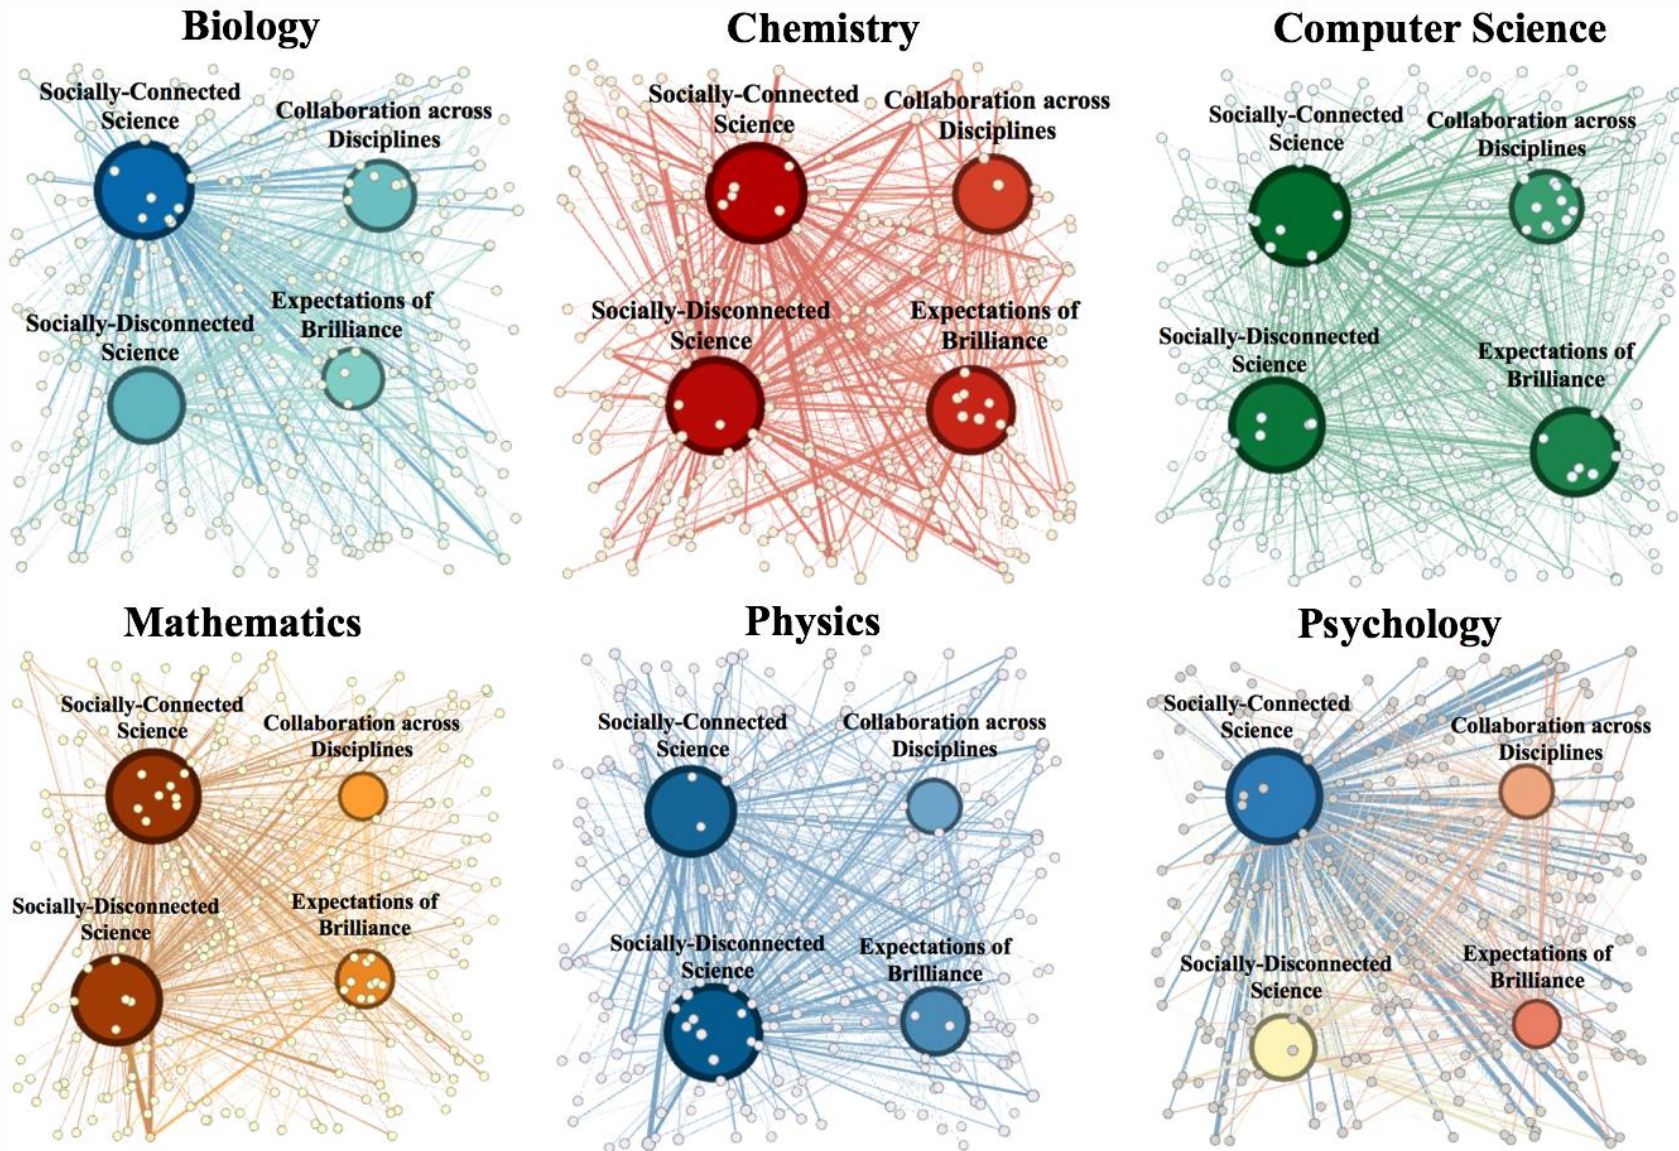 Biology
Socially-Connected
Science
Collaboration across
Disciplines
Socially-Disconnected
Science
Expectations of
Brilliance
Chemistry
Socially-Connected
Science
Collaboration across
Disciplines
Socially-Disconnected
Science
Expectations of
Brilliance
Computer Science
Socially-Connected
Science
Collaboration across
Disciplines
Socially-Disconnected
Science
Expectations of
Brilliance
Mathematics
Socially-Connected
Science
Collaboration across
Disciplines
Socially-Disconnected
Science
Expectations of
Brilliance
Physics
Socially-Connected
Science
Collaboration across
Disciplines
Socially-Disconnected
Science
Expectations of
Brilliance
Psychology
Socially-Connected
Science
Collaboration across
Disciplines
Socially-Disconnected
Science
Expectations of
Brilliance